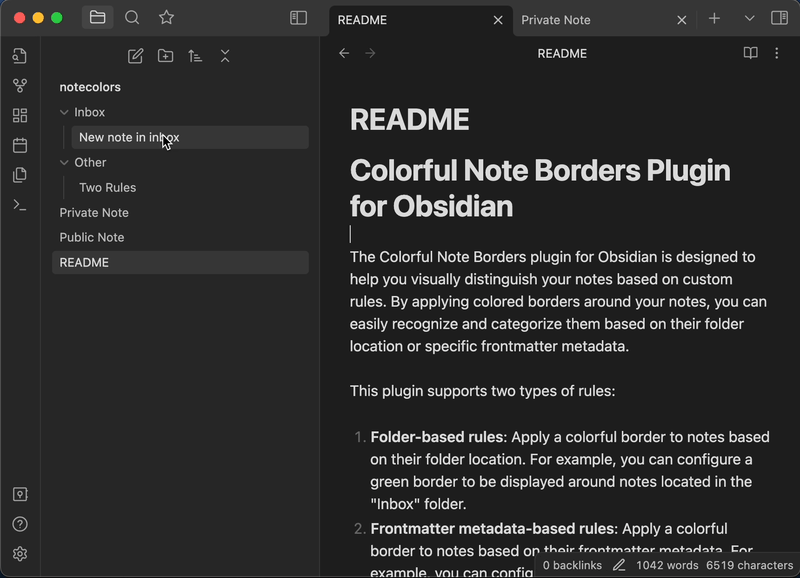 README
Private Note
README
notecolors
Inbox
New note in inbox
Other
Two Rules
Private Note
Public Note
README
README
Colorful Note Borders Plugin
for Obsidian
The Colorful Note Borders plugin for Obsidian is designed to
help you visually distinguish your notes based on custom
rules. By applying colored borders around your notes, you can
easily recognize and categorize them based on their folder
location or specific frontmatter metadata.
This plugin supports two types of rules:
1. Folder-based rules: Apply a colorful border to notes based
on their folder location. For example, you can configure a
green border to be displayed around notes located in the
"Inbox" folder.
2. Frontmatter metadata-based rules: Apply a colorful
border to notes based on their frontmatter metadata. For
example, you can config
0 backlinks 1042 words 6519 characters